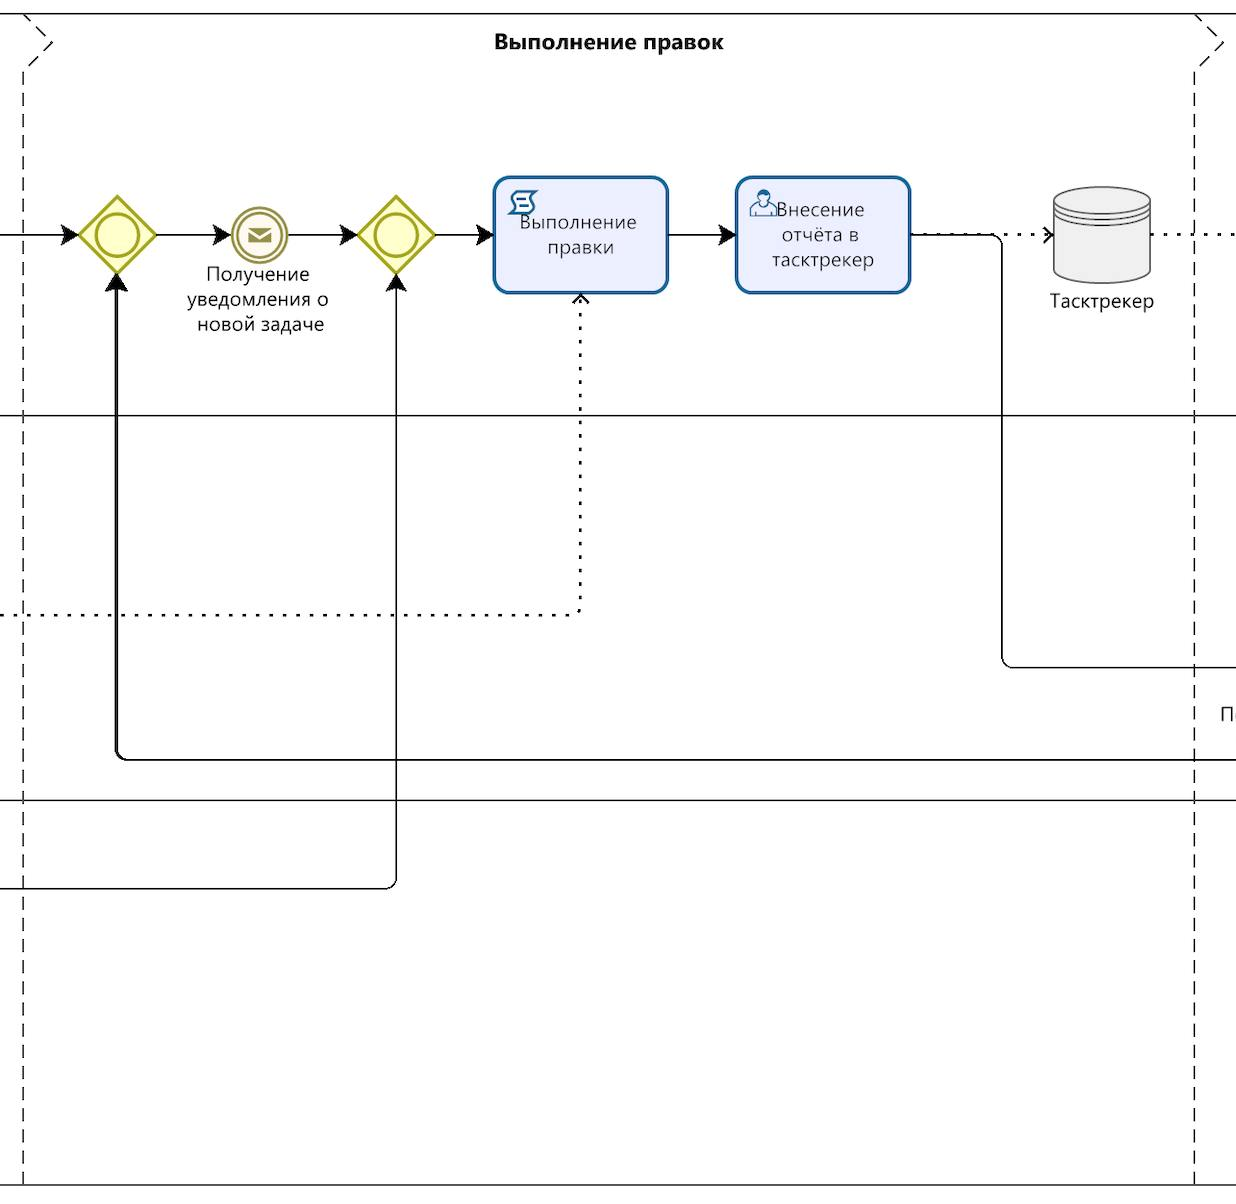 Выполнение правок
Получение
уведомления о
новой задаче
Выполнение
правки
Внесение
отчёта в
тасктрекер
Тасктрекер